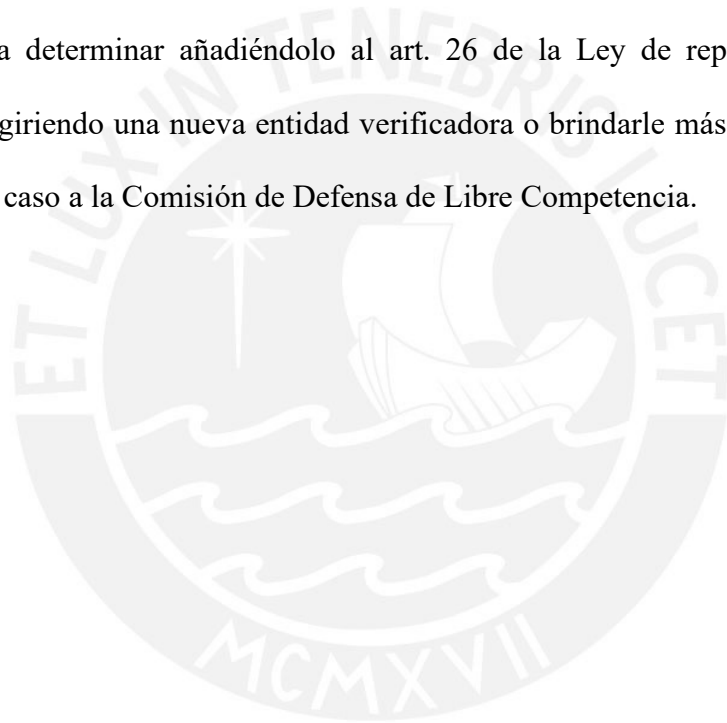 a determinar añadiéndolo al art. 26 de la Ley de rep
giriendo una nueva entidad verificadora o brindarle más
caso a la Comisión de Defensa de Libre Competencia.
ET LUX IN TENEBRIS LUCET
MCMXVII